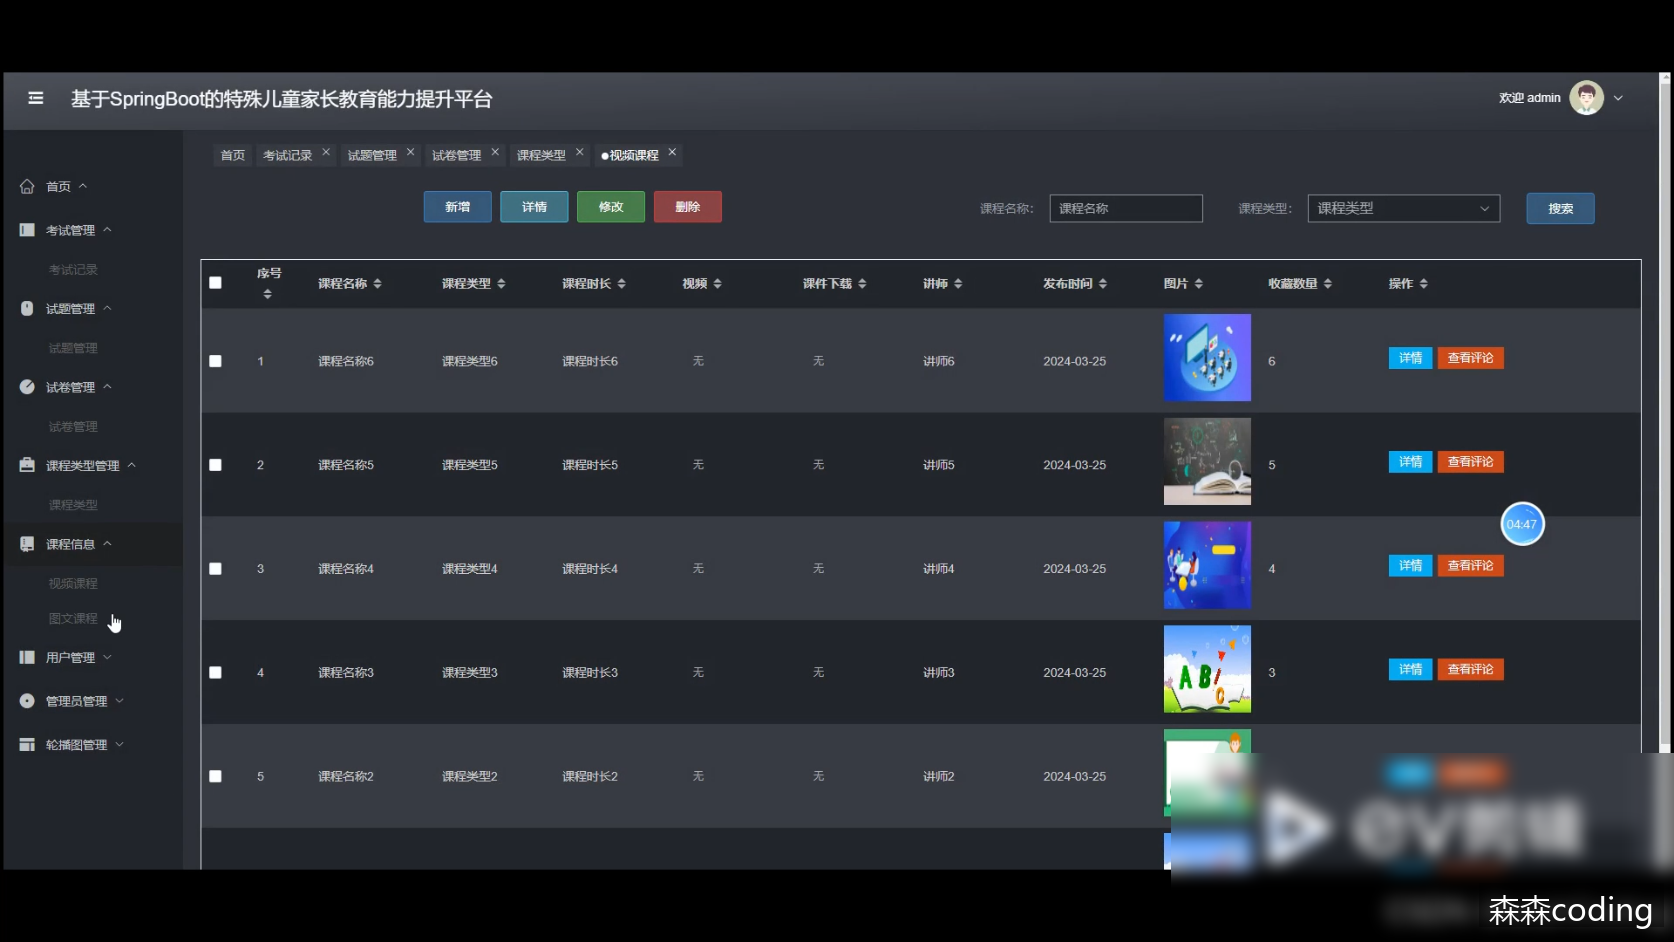 基于SpringBoot的特殊儿童家长教育能力提升平台
欢迎 admin
首页 考试记录 试题管理 试卷管理 课程类型 视频课程
首页
考试管理
考试记录
试题管理
试题管理
试卷管理
试卷管理
课程类型管理
课程类型
课程信息
视频课程
图文课程
用户管理
管理员管理
轮播图管理
新增 详情 修改 删除 课程名称: 课程名称 课程类型: 课程类型 搜索
序号 课程名称 课程类型 课程时长 视频 课件下载 讲师 发布时间 图片 收藏数量 操作
1 课程名称6 课程类型6 课程时长6 无 无 讲师6 2024-03-25 6 详情 查看评论
2 课程名称5 课程类型5 课程时长5 无 无 讲师5 2024-03-25 5 详情 查看评论
04:47
3 课程名称4 课程类型4 课程时长4 无 无 讲师4 2024-03-25 4 详情 查看评论
4 课程名称3 课程类型3 课程时长3 无 无 讲师3 2024-03-25 ABC 3 详情 查看评论
5 课程名称2 课程类型2 课程时长2 无 无 讲师2 2024-03-25
eV剪辑
森森coding